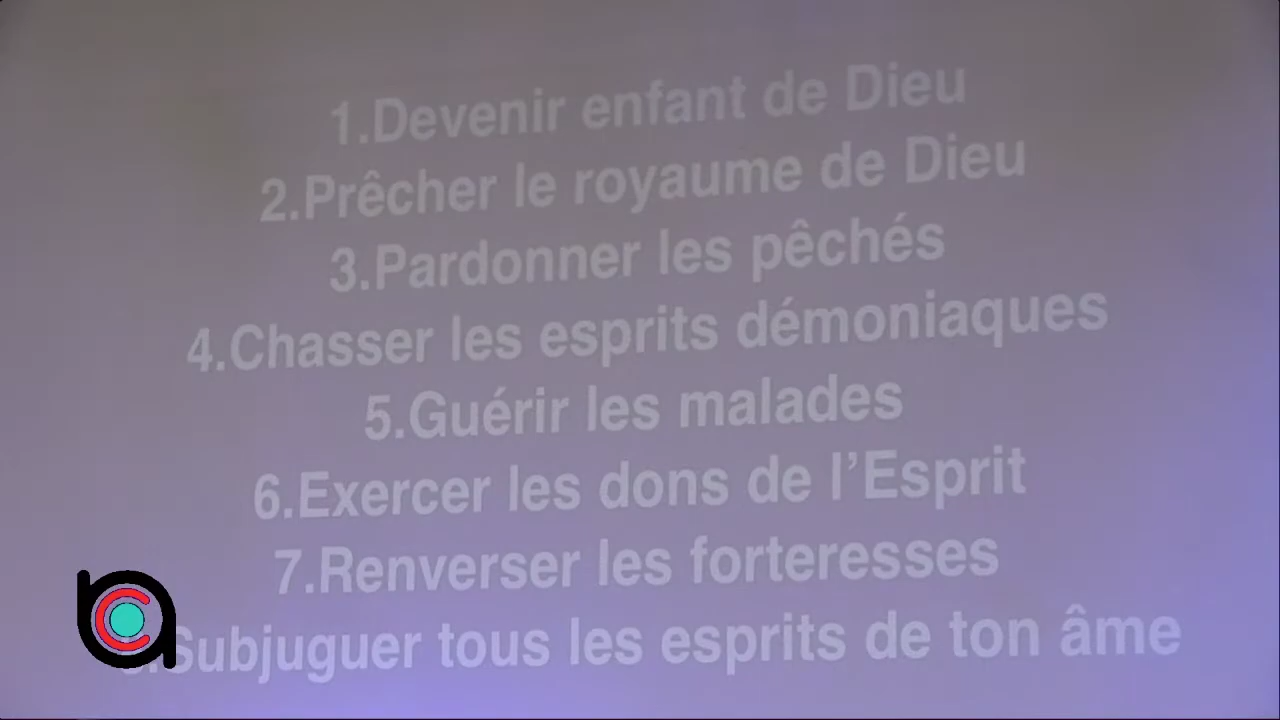 1.Devenir enfant de Dieu
2.Prêcher le royaume de Dieu
3.Pardonner les pêchés
4.Chasser les esprits démoniaques
5.Guérir les malades
6.Exercer les dons de l’Esprit
7.Renverser les forteresses
Subjuguer tous les esprits de ton âme